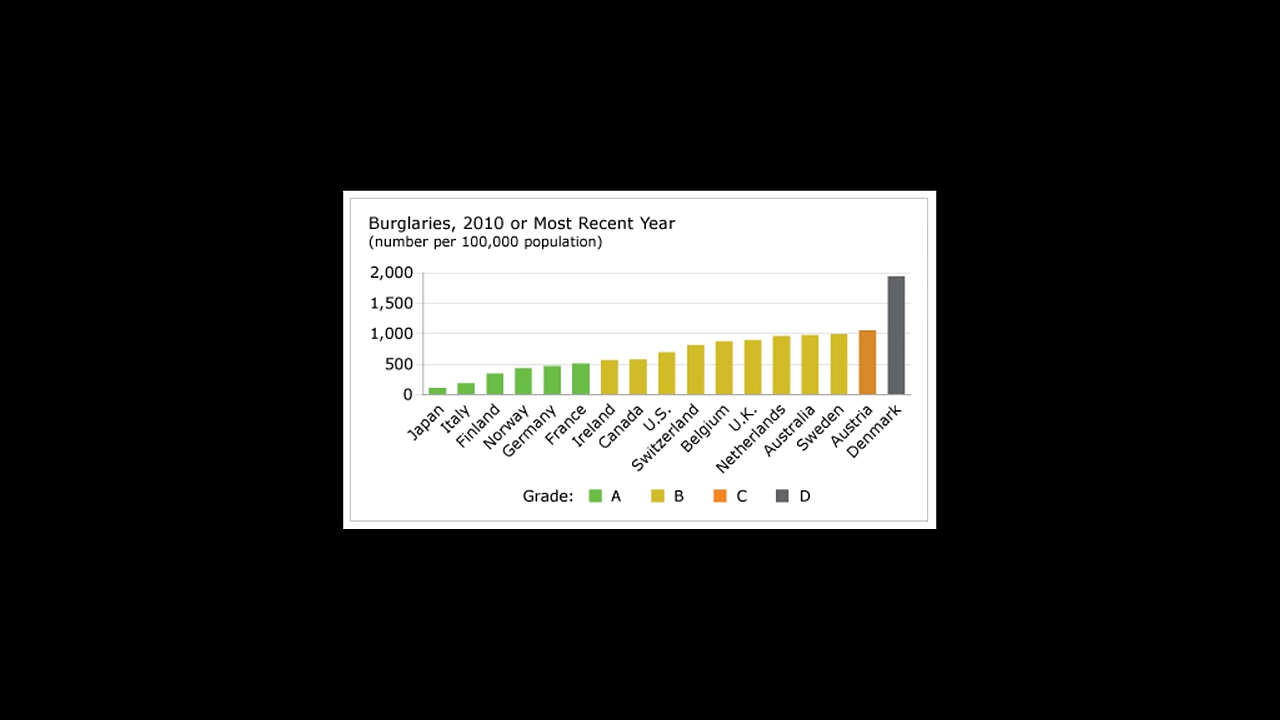 Burglaries, 2010 or Most Recent Year
(number per 100,000 population)
2,000
1,500
1,000
500
0
Japan
Italy
Finland
Norway
Germany
France
Ireland
Canada
U.S.
Switzerland
Belgium
U.K.
Netherlands
Australia
Sweden
Austria
Denmark
Grade: A B C D